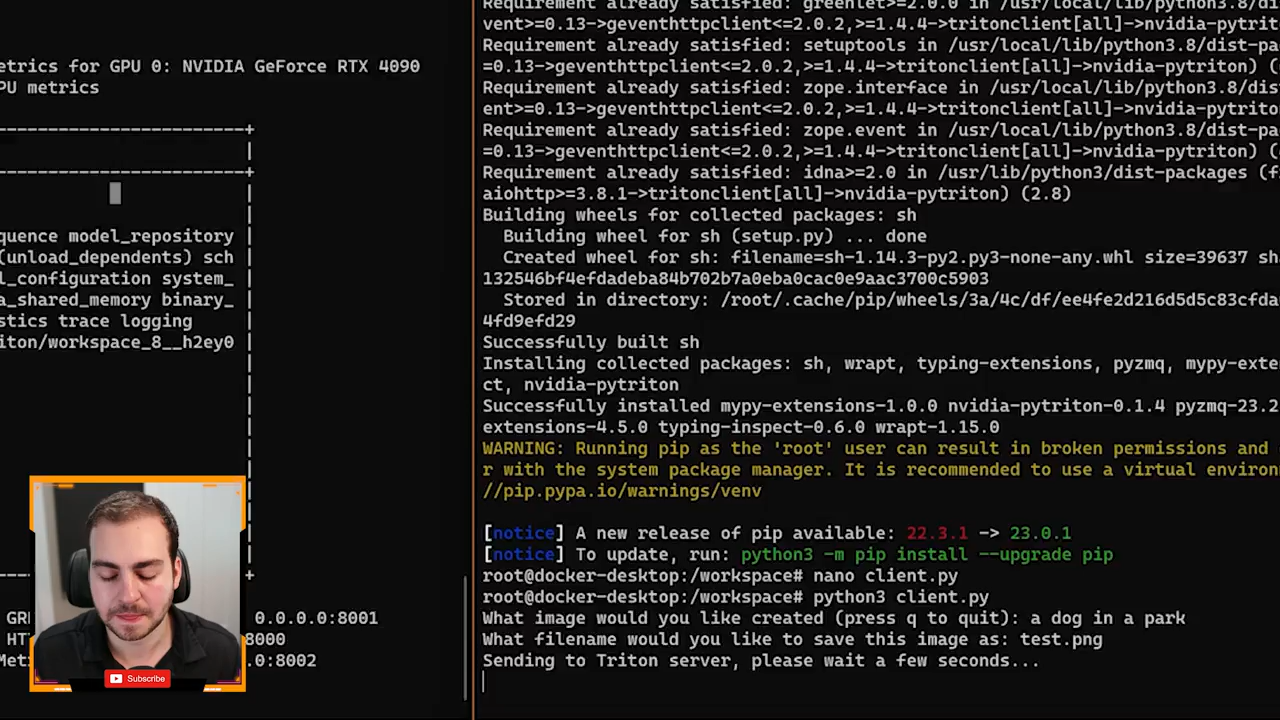 etrics for GPU 0: NVIDIA GeForce RTX 4090
PU metrics
-------------------------+
-------------------------+
quence model_repository
(unload_dependents) sch
l_configuration system_
a_shared_memory binary_
stics trace logging
iton/workspace_8__h2ey0
--+
GR
0.0.0.0:8001
HT
8000
Met
.0:8002
Subscribe
Requirement already satisfied: greenlet>=2.0.0 in /usr/local/lib/python3.8/di
vent>=0.13->geventhttpclient<=2.0.2,>=1.4.4->tritonclient[all]->nvidia-pytrit
Requirement already satisfied: setuptools in /usr/local/lib/python3.8/dist-pa
=0.13->geventhttpclient<=2.0.2,>=1.4.4->tritonclient[all]->nvidia-pytriton) (
Requirement already satisfied: zope.interface in /usr/local/lib/python3.8/dis
ent>=0.13->geventhttpclient<=2.0.2,>=1.4.4->tritonclient[all]->nvidia-pytrito
Requirement already satisfied: zope.event in /usr/local/lib/python3.8/dist-pa
=0.13->geventhttpclient<=2.0.2,>=1.4.4->tritonclient[all]->nvidia-pytriton) (
Requirement already satisfied: idna>=2.0 in /usr/lib/python3/dist-packages (f
aiohttp>=3.8.1->tritonclient[all]->nvidia-pytriton) (2.8)
Building wheels for collected packages: sh
Building wheel for sh (setup.py) ... done
Created wheel for sh: filename=sh-1.14.3-py2.py3-none-any.whl size=39637 sh
132546bf4efdadeba84b702b7a0eba0cac0e9aac3700c5903
Stored in directory: /root/.cache/pip/wheels/3a/4c/df/ee4fe2d216d5d5c83cfda
4fd9efd29
Successfully built sh
Installing collected packages: sh, wrapt, typing-extensions, pyzmq, mypy-exte
ct, nvidia-pytriton
Successfully installed mypy-extensions-1.0.0 nvidia-pytriton-0.1.4 pyzmq-23.2
extensions-4.5.0 typing-inspect-0.6.0 wrapt-1.15.0
WARNING: Running pip as the 'root' user can result in broken permissions and
r with the system package manager. It is recommended to use a virtual environ
//pip.pypa.io/warnings/venv
[notice] A new release of pip available: 22.3.1 -> 23.0.1
[notice] To update, run: python3 -m pip install --upgrade pip
root@docker-desktop:/workspace# nano client.py
root@docker-desktop:/workspace# python3 client.py
What image would you like created (press q to quit): a dog in a park
What filename would you like to save this image as: test.png
Sending to Triton server, please wait a few seconds...